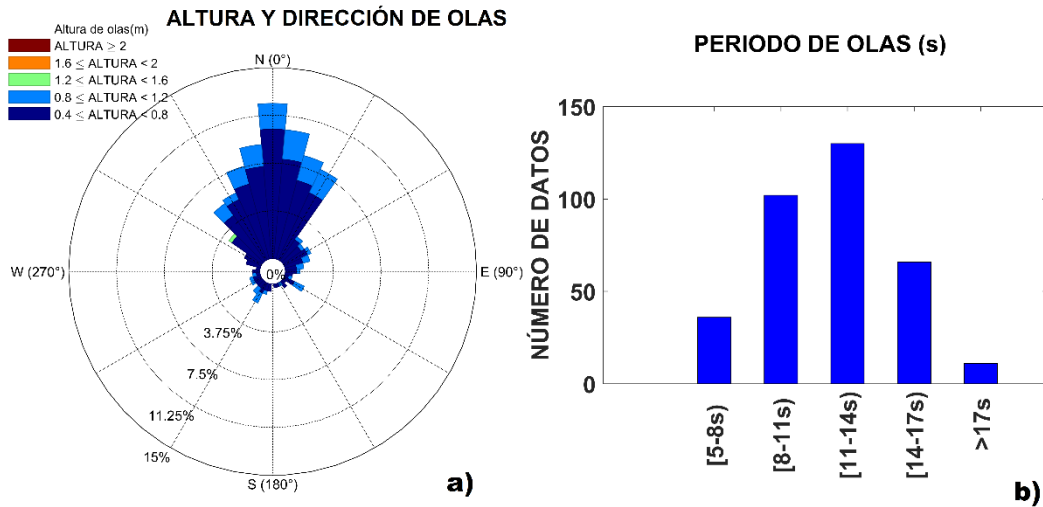 ALTURA Y DIRECCIÓN DE OLAS
Altura de olas(m)
ALTURA ≥ 2
1.6 ≤ ALTURA < 2
1.2 ≤ ALTURA < 1.6
0.8 ≤ ALTURA < 1.2
0.4 ≤ ALTURA < 0.8
N (0°)
W (270°)
0%
E (90°)
3.75%
7.5%
11.25%
15%
S (180°)
a)
PERIODO DE OLAS (s)
NÚMERO DE DATOS
150
100
50
0
[5-8s)
[8-11s)
[11-14s)
[14-17s)
>17s
b)